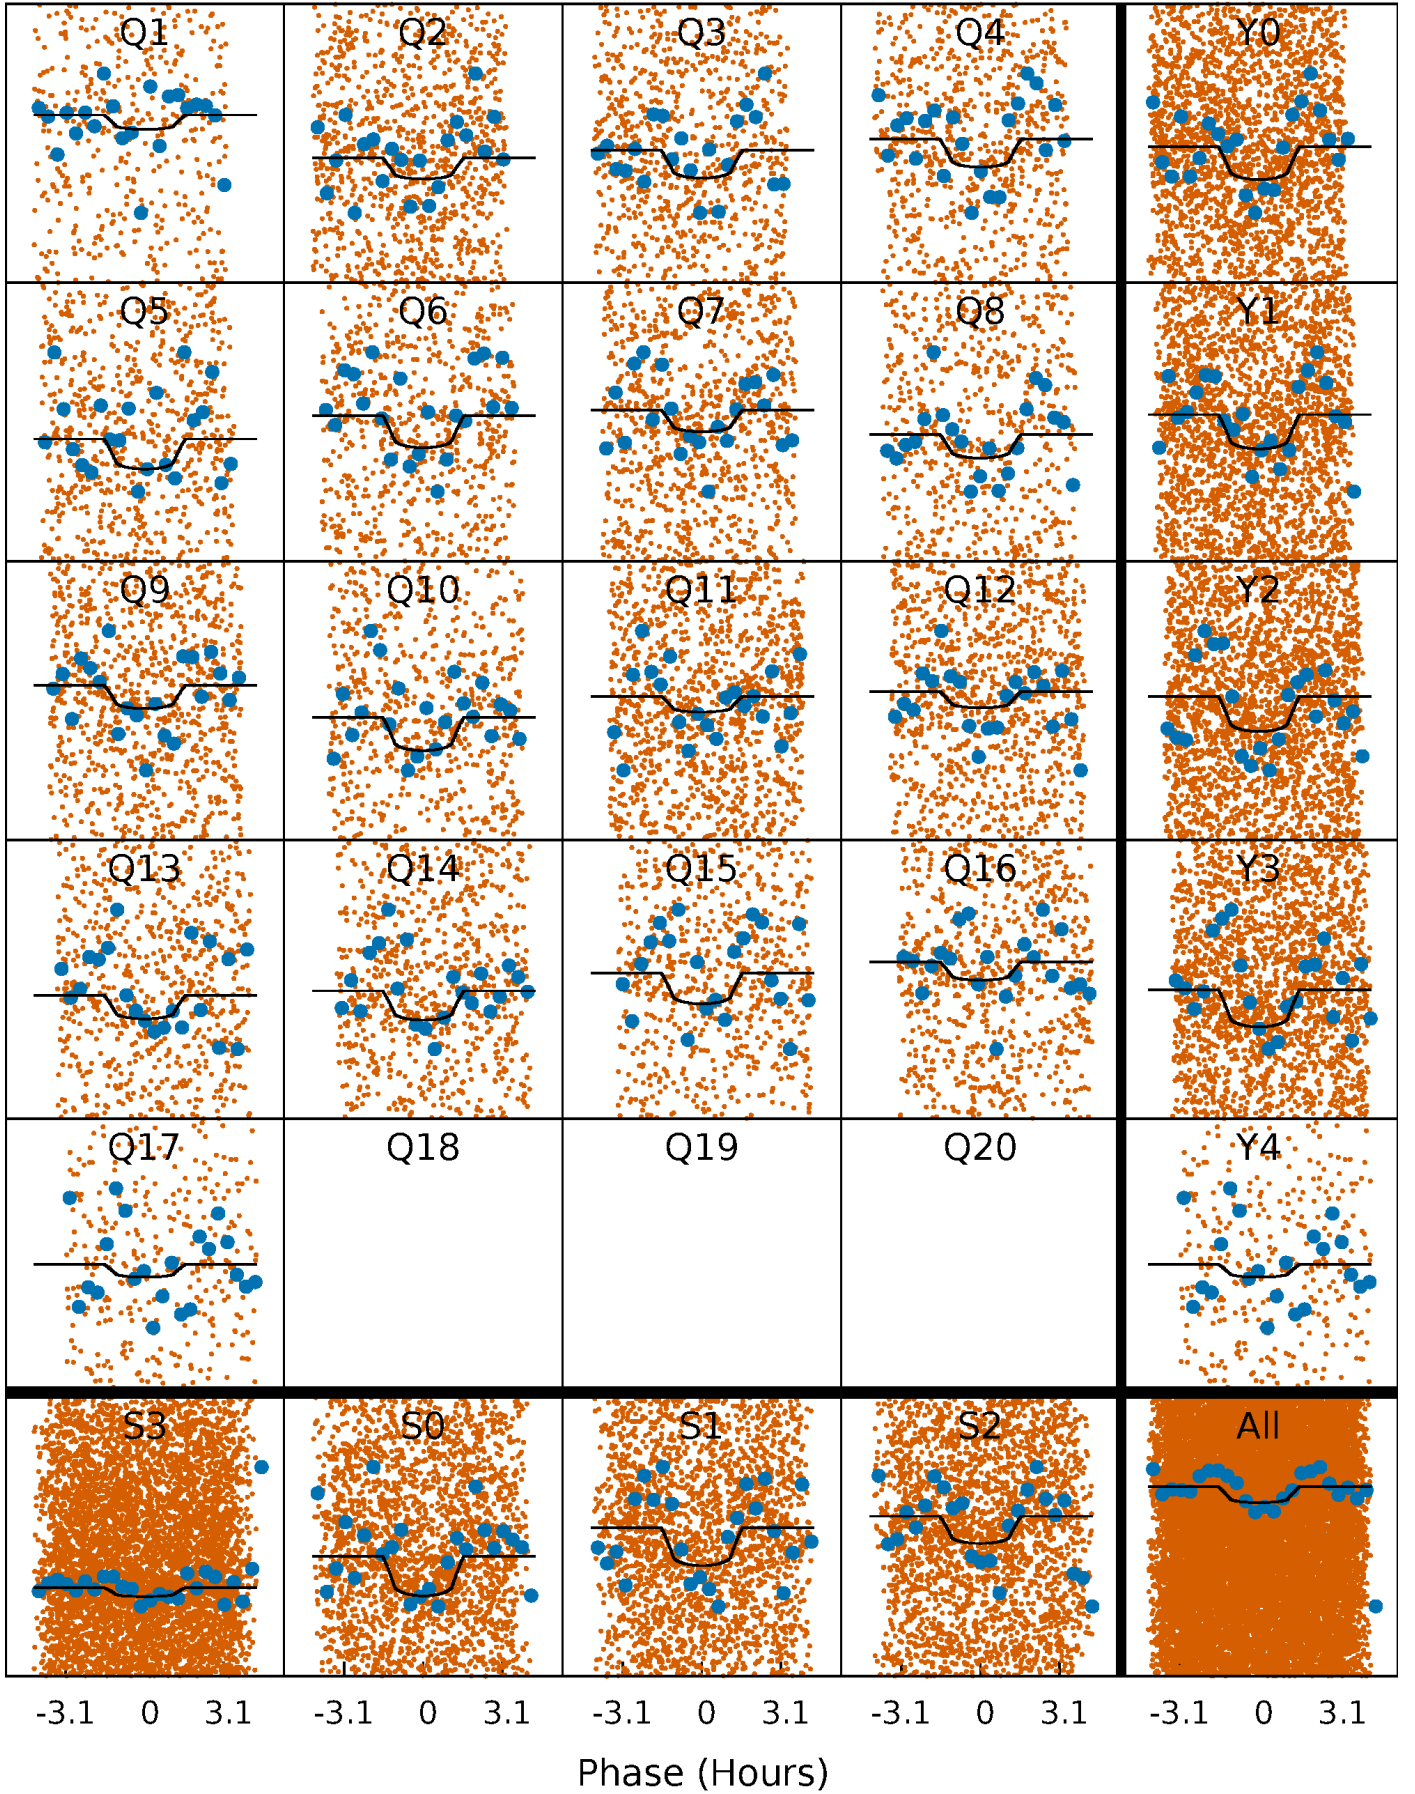 Q1 Q2 Q3 Q4 Y0
Q5 Q6 Q7 Q8 Y1
Q9 Q10 Q11 Q12 Y2
Q13 Q14 Q15 Q16 Y3
Q17 Q18 Q19 Q20 Y4
S3 S0 S1 S2 All
-3.1 0 3.1 -3.1 0 3.1 -3.1 0 3.1 -3.1 0 3.1 -3.1 0 3.1
Phase (Hours)